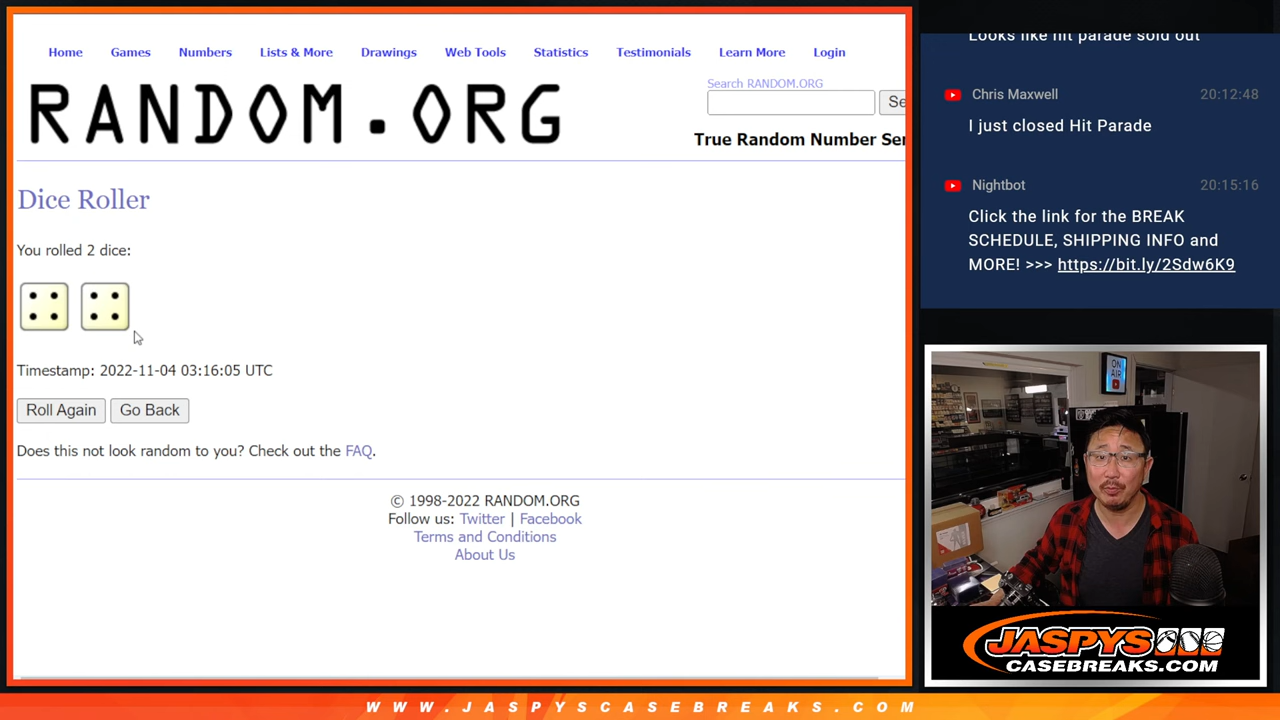 Home Games Numbers Lists & More Drawings Web Tools Statistics Testimonials Learn More Login
Search RANDOM.ORG
RANDOM.ORG
Se
True Random Number Ser
Dice Roller
You rolled 2 dice:
Timestamp: 2022-11-04 03:16:05 UTC
Roll Again Go Back
Does this not look random to you? Check out the FAQ.
© 1998-2022 RANDOM.ORG
Follow us: Twitter | Facebook
Terms and Conditions
About Us
Looks like hit parade sold out
Chris Maxwell 20:12:48
I just closed Hit Parade
Nightbot 20:15:16
Click the link for the BREAK
SCHEDULE, SHIPPING INFO and
MORE! >>> https://bit.ly/2Sdw6K9
ON
AIR
JASPYS
CASEBREAKS.COM
WWW.JASPYSCASEBREAKS.COM